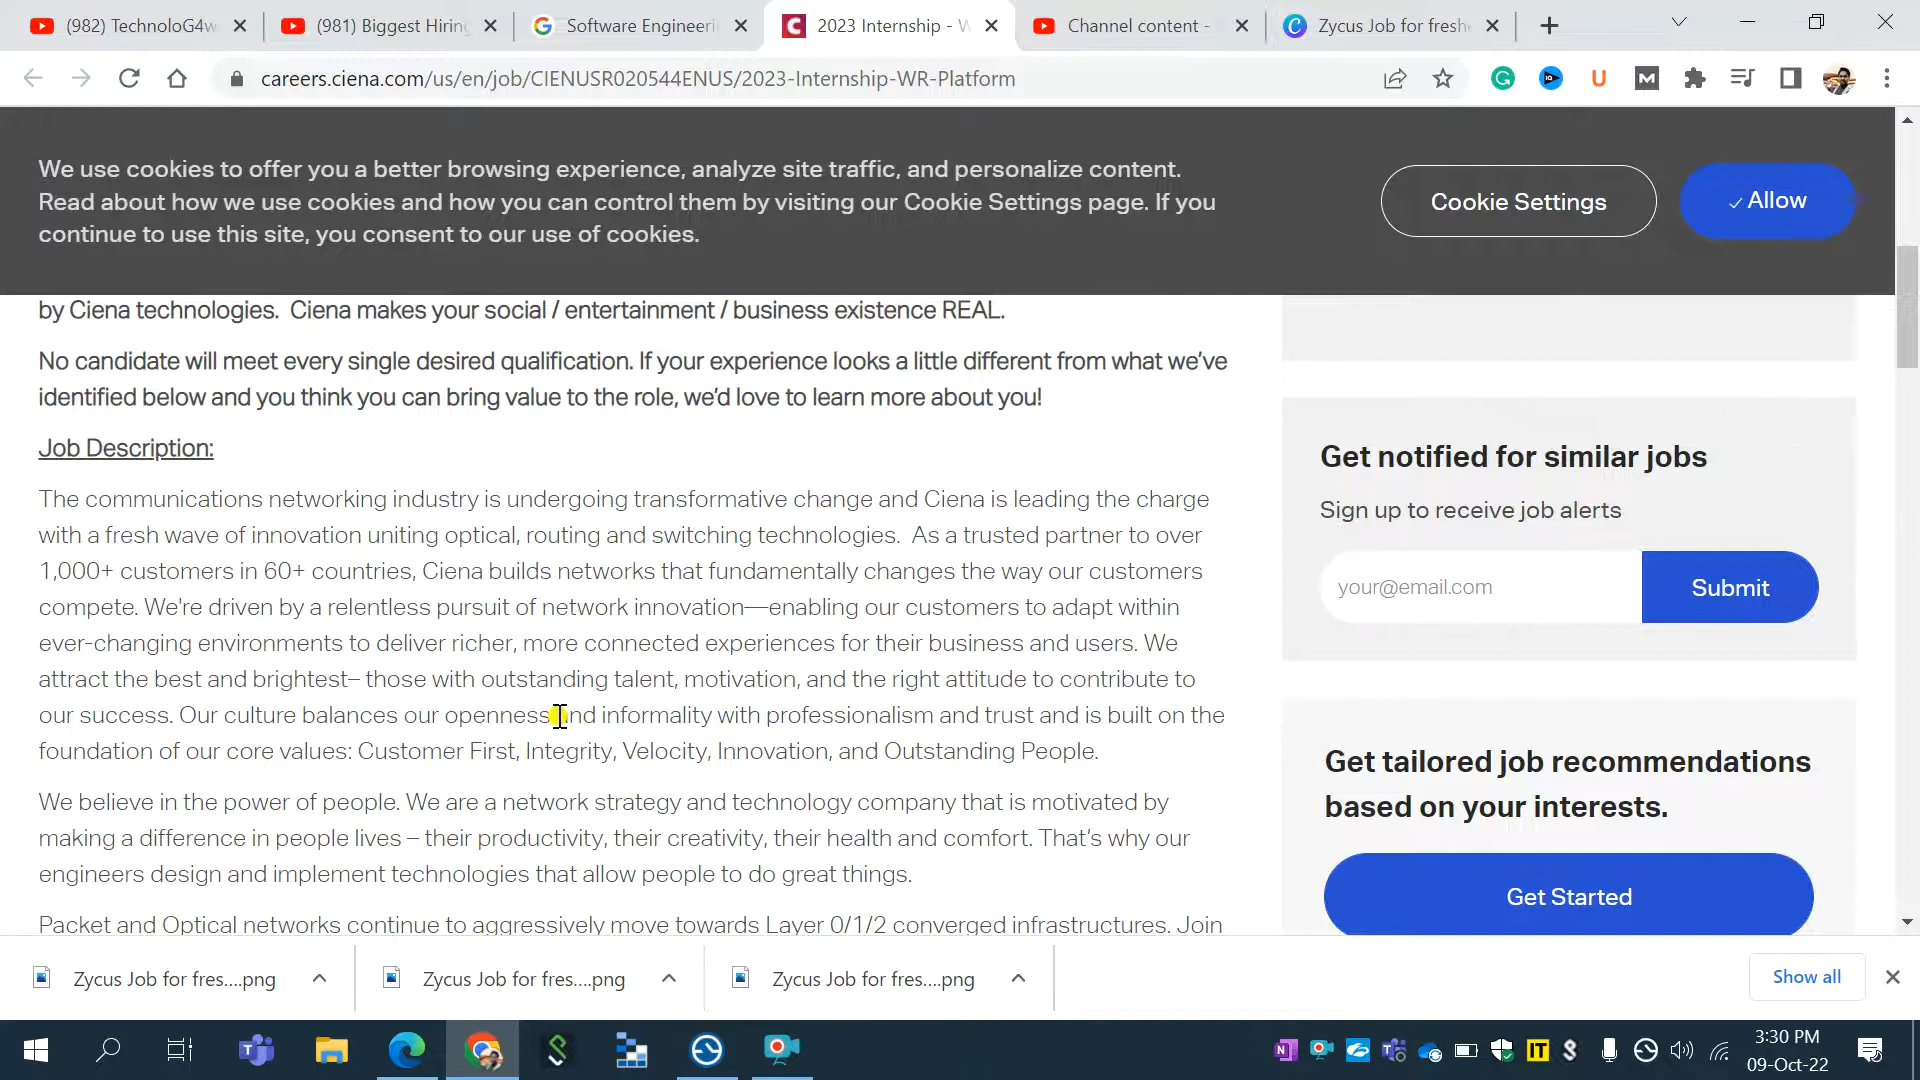 (982) TechnoloG4w
(981) Biggest Hiring
Software Engineeri
2023 Internship - W
Channel content -
Zycus Job for freshe
careers.ciena.com/us/en/job/CIENUSR020544ENUS/2023-Internship-WR-Platform
We use cookies to offer you a better browsing experience, analyze site traffic, and personalize content.
Read about how we use cookies and how you can control them by visiting our Cookie Settings page. If you
continue to use this site, you consent to our use of cookies.
Cookie Settings
Allow
by Ciena technologies. Ciena makes your social / entertainment / business existence REAL.
No candidate will meet every single desired qualification. If your experience looks a little different from what we've
identified below and you think you can bring value to the role, we'd love to learn more about you!
Job Description:
The communications networking industry is undergoing transformative change and Ciena is leading the charge
with a fresh wave of innovation uniting optical, routing and switching technologies. As a trusted partner to over
1,000+ customers in 60+ countries, Ciena builds networks that fundamentally changes the way our customers
compete. We're driven by a relentless pursuit of network innovation—enabling our customers to adapt within
ever-changing environments to deliver richer, more connected experiences for their business and users. We
attract the best and brightest– those with outstanding talent, motivation, and the right attitude to contribute to
our success. Our culture balances our openness and informality with professionalism and trust and is built on the
foundation of our core values: Customer First, Integrity, Velocity, Innovation, and Outstanding People.
We believe in the power of people. We are a network strategy and technology company that is motivated by
making a difference in people lives – their productivity, their creativity, their health and comfort. That's why our
engineers design and implement technologies that allow people to do great things.
Packet and Optical networks continue to aggressively move towards Layer 0/1/2 converged infrastructures. Join
Get notified for similar jobs
Sign up to receive job alerts
your@email.com
Submit
Get tailored job recommendations
based on your interests.
Get Started
Zycus Job for fres....png
Zycus Job for fres....png
Zycus Job for fres....png
Show all
3:30 PM
09-Oct-22